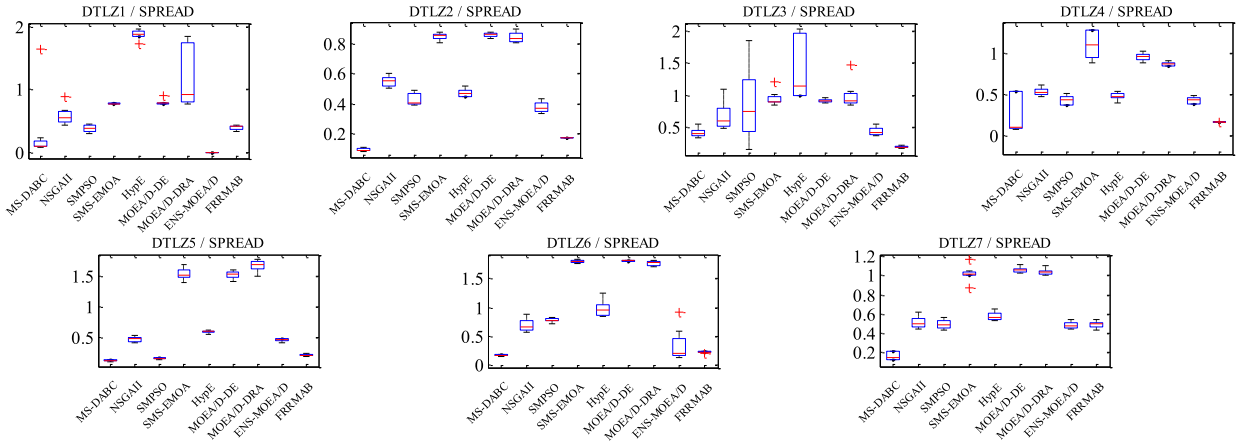 DTLZ1 / SPREAD
2
1
0
MS-DABC
NSGAII
SMPSO
SMS-EMOA
HypE
MOEA/D-DE
MOEA/D-DRA
ENS-MOEA/D
FRRMAB
DTLZ2 / SPREAD
0.8
0.6
0.4
0.2
MS-DABC
NSGAII
SMPSO
SMS-EMOA
HypE
MOEA/D-DE
MOEA/D-DRA
ENS-MOEA/D
FRRMAB
DTLZ3 / SPREAD
2
1.5
1
0.5
MS-DABC
NSGAII
SMPSO
SMS-EMOA
HypE
MOEA/D-DE
MOEA/D-DRA
ENS-MOEA/D
FRRMAB
DTLZ4 / SPREAD
1
0.5
0
MS-DABC
NSGAII
SMPSO
SMS-EMOA
HypE
MOEA/D-DE
MOEA/D-DRA
ENS-MOEA/D
FRRMAB
DTLZ5 / SPREAD
1.5
1
0.5
MS-DABC
NSGAII
SMPSO
SMS-EMOA
HypE
MOEA/D-DE
MOEA/D-DRA
ENS-MOEA/D
FRRMAB
DTLZ6 / SPREAD
1.5
1
0.5
0
MS-DABC
NSGAII
SMPSO
SMS-EMOA
HypE
MOEA/D-DE
MOEA/D-DRA
ENS-MOEA/D
FRRMAB
DTLZ7 / SPREAD
1.2
1
0.8
0.6
0.4
0.2
MS-DABC
NSGAII
SMPSO
SMS-EMOA
HypE
MOEA/D-DE
MOEA/D-DRA
ENS-MOEA/D
FRRMAB